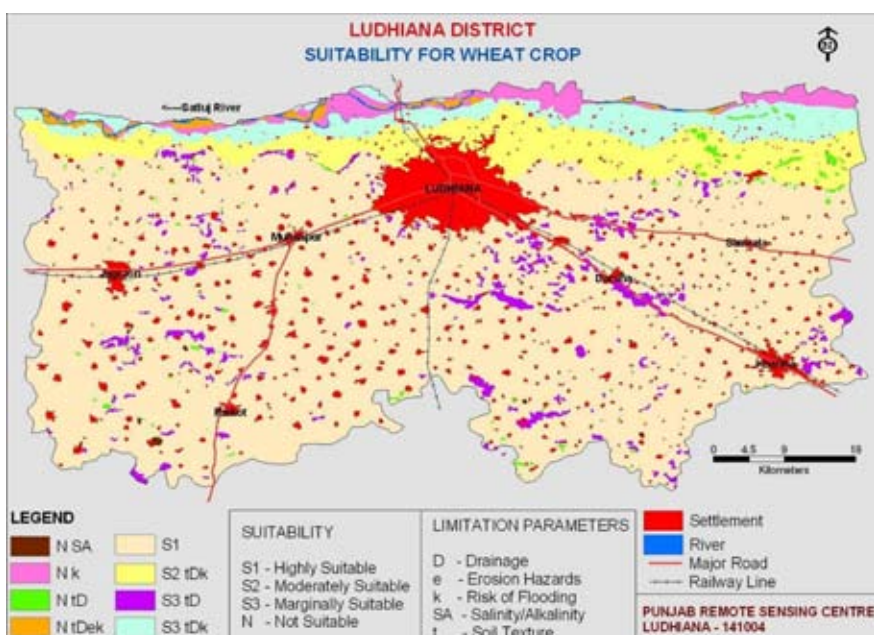 LUDHIANA DISTRICT
SUITABILITY FOR WHEAT CROP
Satluj River
LUDHIANA
Mullanpur
Samrala
Jagraon
Doraha
Raikot
0 4.5 9 18
Kilometers
LEGEND
N SA
N k
N tD
N tDek
S1
S2 tDk
S3 tD
S3 tDk
SUITABILITY
S1 - Highly Suitable
S2 - Moderately Suitable
S3 - Marginally Suitable
N - Not Suitable
LIMITATION PARAMETERS
D - Drainage
e - Erosion Hazards
k - Risk of Flooding
SA - Salinity/Alkalinity
t - Soil Texture
Settlement
River
Major Road
Railway Line
PUNJAB REMOTE SENSING CENTRE
LUDHIANA - 141004